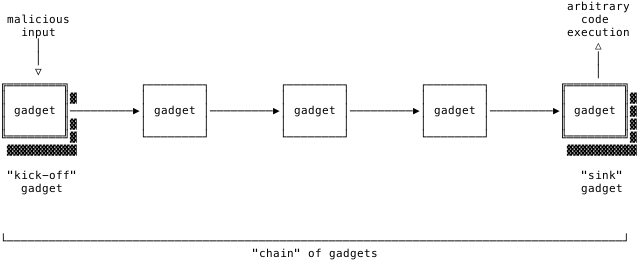 malicious
input
arbitrary
code
execution
gadget
gadget
gadget
gadget
gadget
"kick-off"
gadget
"sink"
gadget
"chain" of gadgets